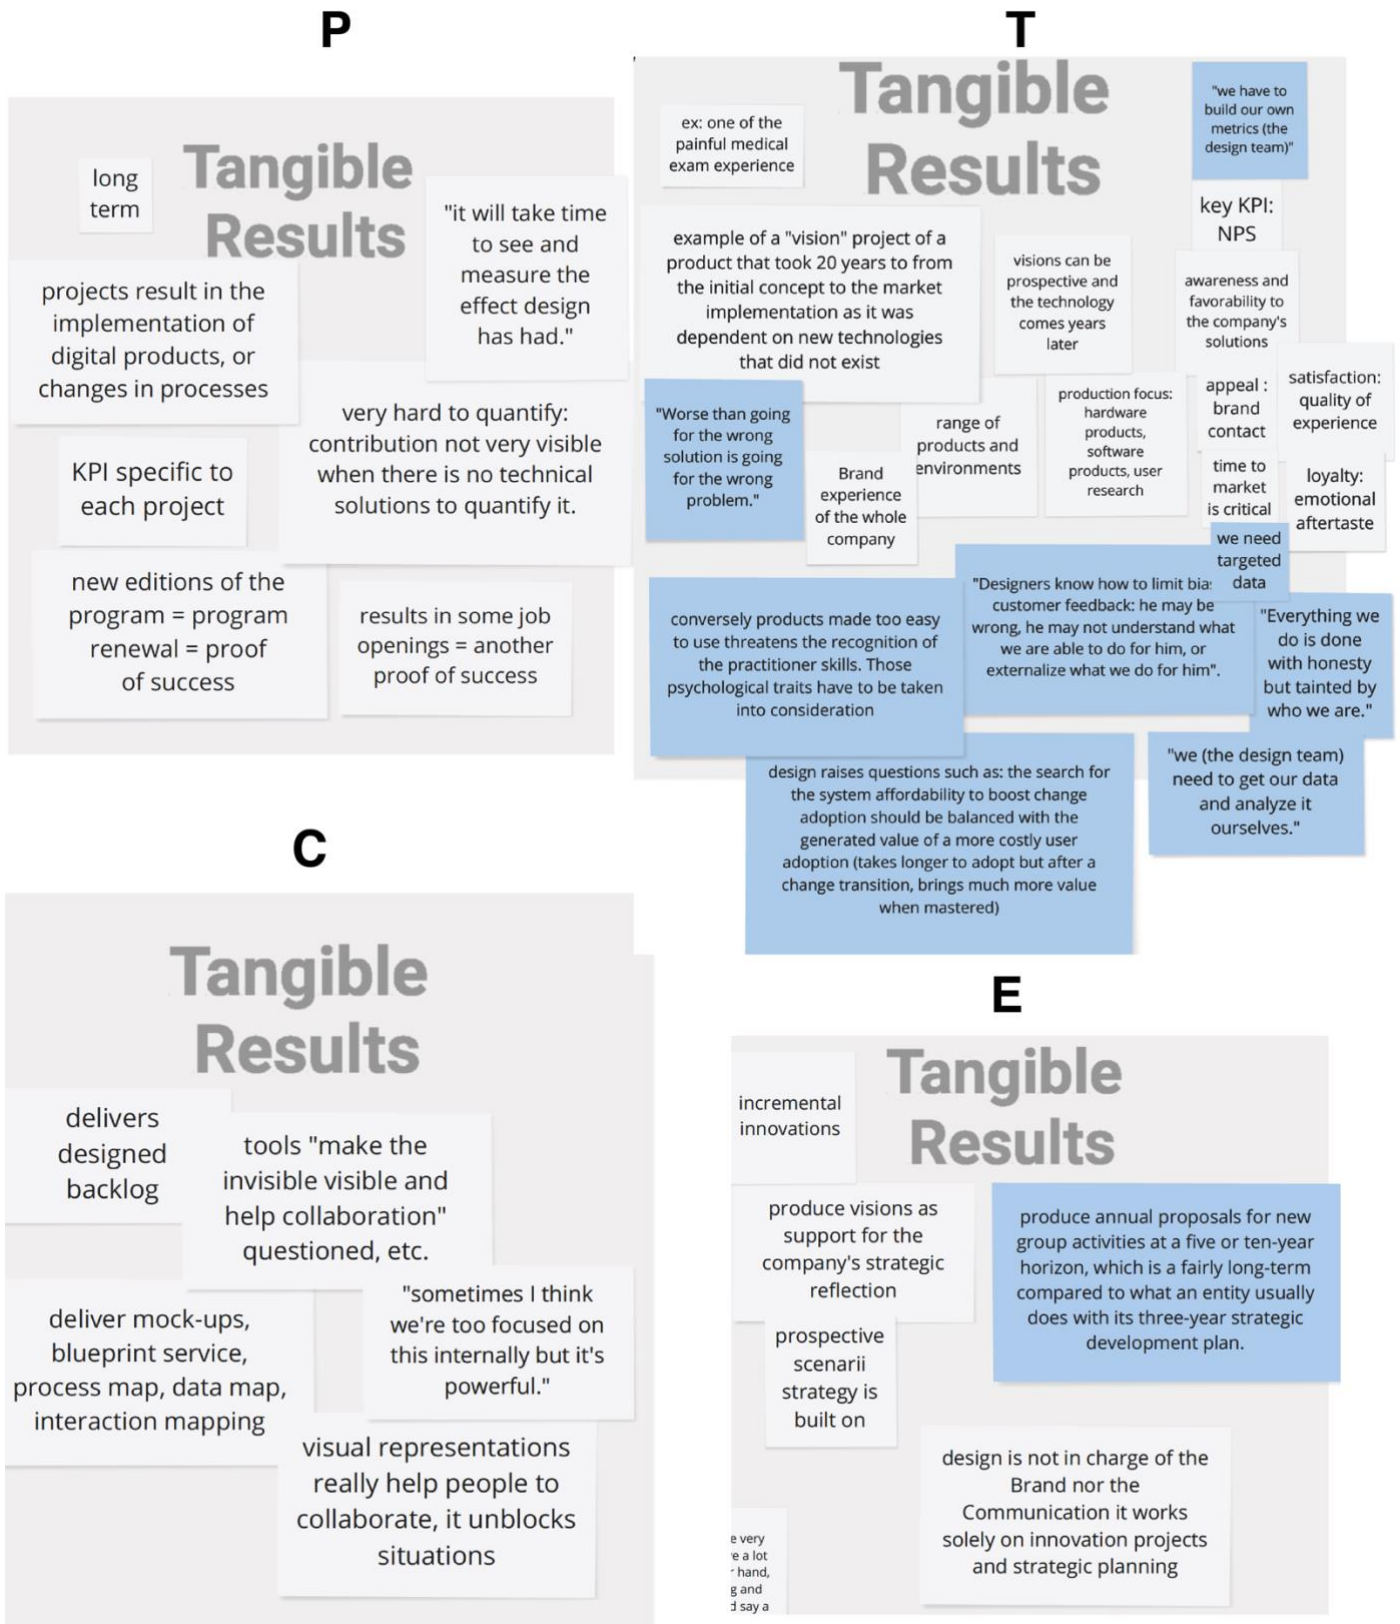 P
Tangible
Results
long
term
"it will take time
to see and
measure the
effect design
has had."
projects result in the
implementation of
digital products, or
changes in processes
very hard to quantify:
contribution not very visible
when there is no technical
solutions to quantify it.
KPI specific to
each project
new editions of the
program = program
renewal = proof
of success
results in some job
openings = another
proof of success
T
Tangible
Results
ex: one of the
painful medical
exam experience
"we have to
build our own
metrics (the
design team)"
key KPI:
NPS
example of a "vision" project of a
product that took 20 years to from
the initial concept to the market
implementation as it was
dependent on new technologies
that did not exist
visions can be
prospective and
the technology
comes years
later
awareness and
favorability to
the company's
solutions
"Worse than going
for the wrong
solution is going
for the wrong
problem."
Brand
experience
of the whole
company
range of
products and
environments
production focus:
hardware
products,
software
products, user
research
appeal :
brand
contact
satisfaction:
quality of
experience
time to
market
is critical
loyalty:
emotional
aftertaste
we need
targeted
data
conversely products made too easy
to use threatens the recognition of
the practitioner skills. Those
psychological traits have to be taken
into consideration
"Designers know how to limit
customer feedback: he may be
wrong, he may not understand what
we are able to do for him, or
externalize what we do for him".
"Everything we
do is done
with honesty
but tainted by
who we are."
design raises questions such as: the search for
the system affordability to boost change
adoption should be balanced with the
generated value of a more costly user
adoption (takes longer to adopt but after a
change transition, brings much more value
when mastered)
"we (the design team)
need to get our data
and analyze it
ourselves."
C
Tangible
Results
delivers
designed
backlog
tools "make the
invisible visible and
help collaboration"
questioned, etc.
deliver mock-ups,
blueprint service,
process map, data map,
interaction mapping
"sometimes I think
we're too focused on
this internally but it's
powerful."
visual representations
really help people to
collaborate, it unblocks
situations
E
Tangible
Results
incremental
innovations
produce visions as
support for the
company's strategic
reflection
produce annual proposals for new
group activities at a five or ten-year
horizon, which is a fairly long-term
compared to what an entity usually
does with its three-year strategic
development plan.
prospective
scenarii
strategy is
built on
design is not in charge of the
Brand nor the
Communication it works
solely on innovation projects
and strategic planning
very
a lot
hand,
and
say a